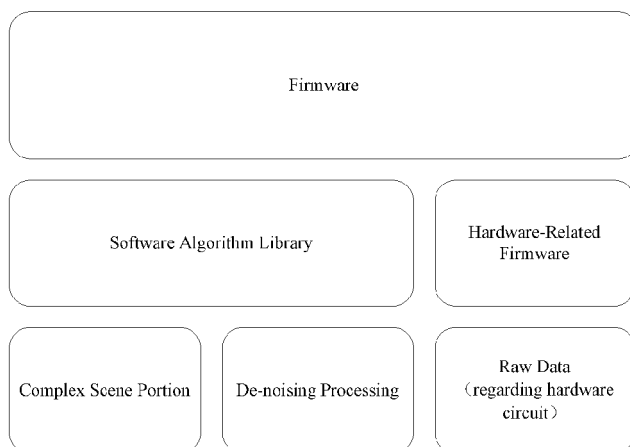 Firmware
Software Algorithm Library
Hardware-Related
Firmware
Complex Scene Portion
De-noising Processing
Raw Data
（regarding hardware
circuit）